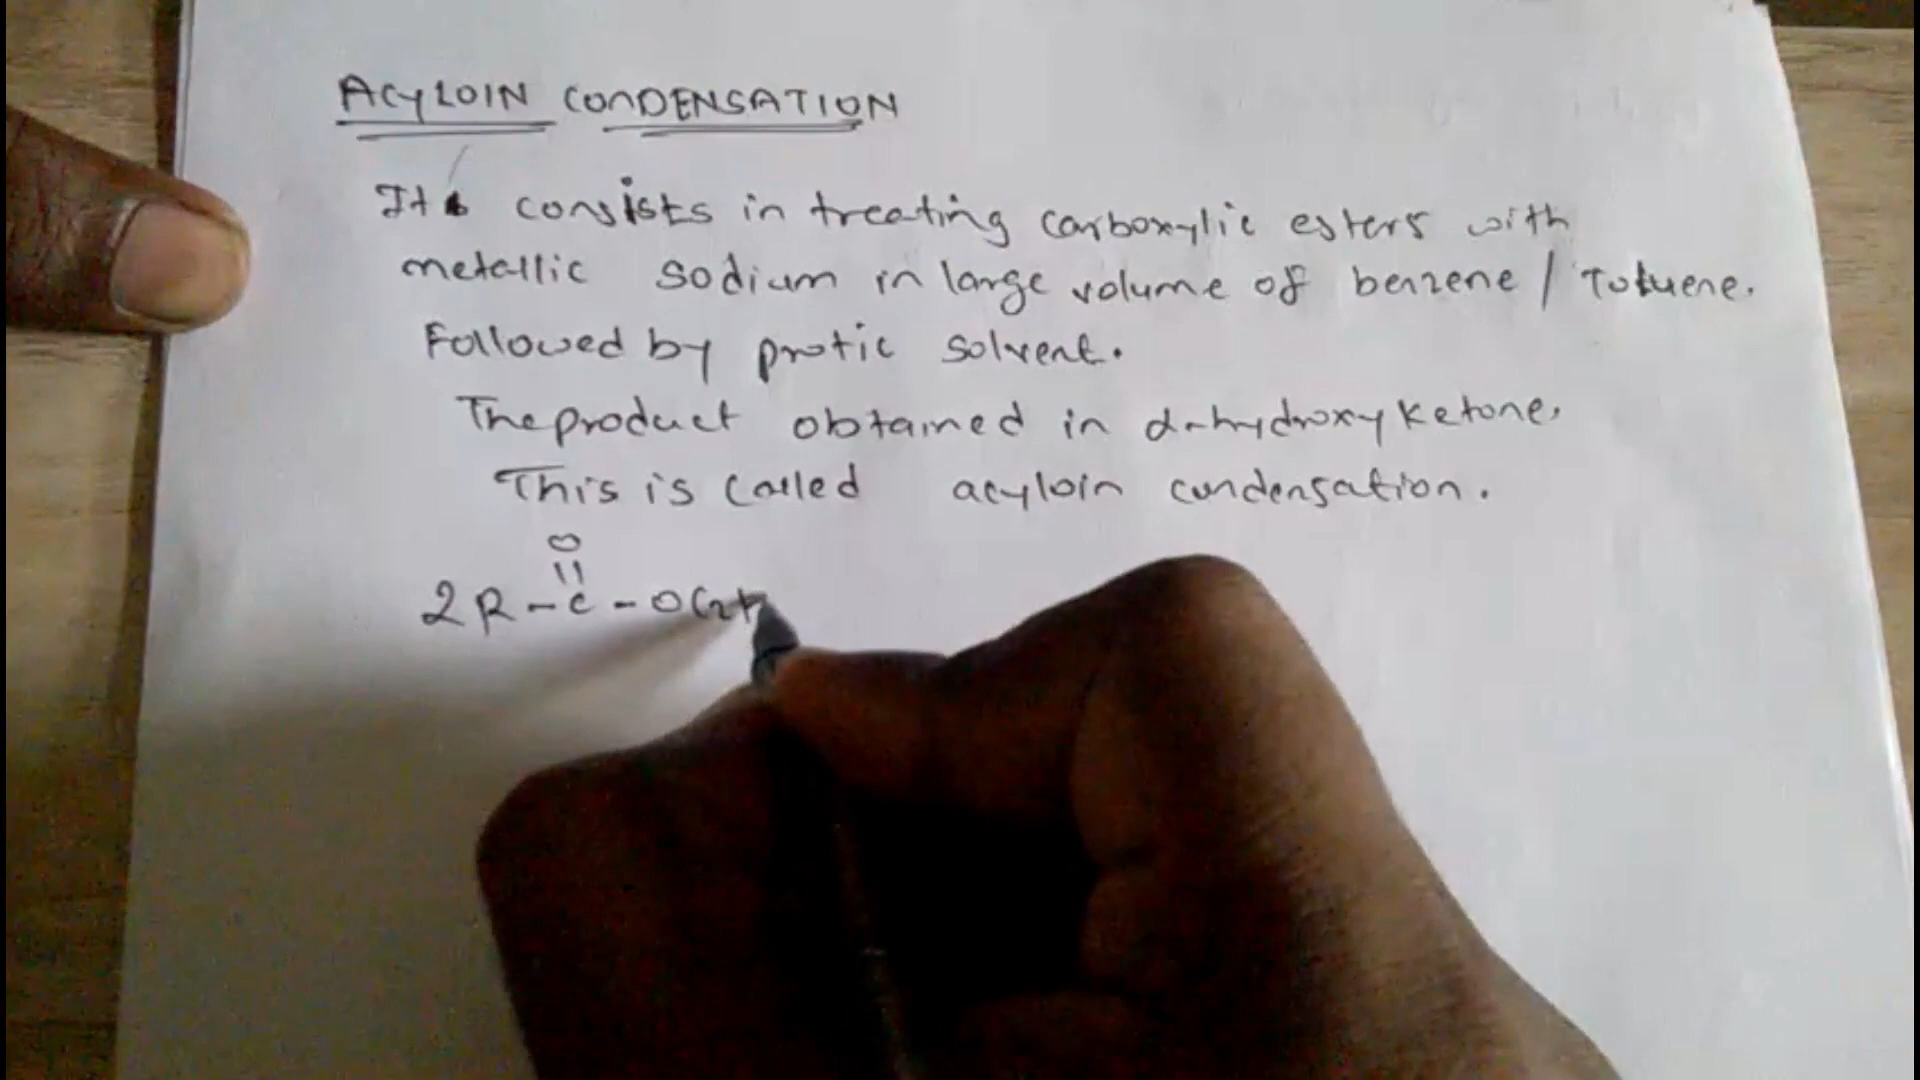 ACYLOIN CONDENSATION
It consists in treating carboxylic esters with
metallic sodium in large volume of benzene / Toluene.
Followed by protic solvent.
The product obtained in α-hydroxy ketone.
This is called acyloin condensation.
O
||
2R - C - OC2H